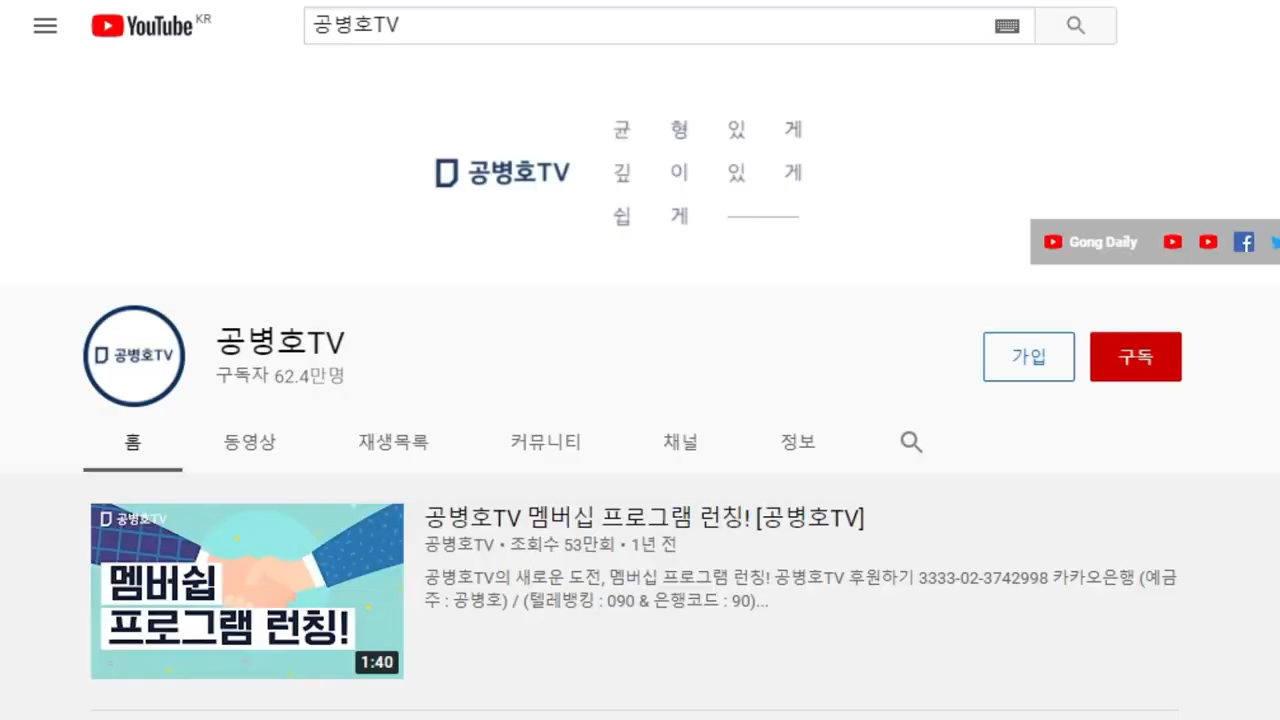 YouTube KR
공병호TV
균 형 있 게
공병호TV
깊 이 있 게
쉽 게
Gong Daily
공병호TV
공병호TV
구독자 62.4만명
가입
구독
홈
동영상
재생목록
커뮤니티
채널
정보
공병호TV
멤버쉽
프로그램 런칭!
1:40
공병호TV 멤버십 프로그램 런칭! [공병호TV]
공병호TV • 조회수 53만회 • 1년 전
공병호TV의 새로운 도전, 멤버십 프로그램 런칭! 공병호TV 후원하기 3333-02-3742998 카카오은행 (예금
주 : 공병호) / (텔레뱅킹 : 090 & 은행코드 : 90)...